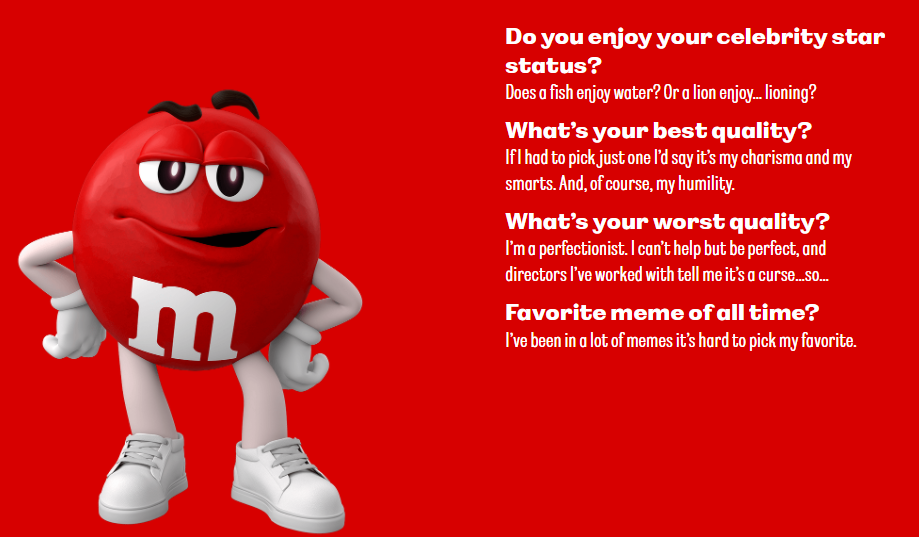 Do you enjoy your celebrity star
status?
Does a fish enjoy water? Or a lion enjoy... lioning?
What's your best quality?
If I had to pick just one I'd say it's my charisma and my
smarts. And, of course, my humility.
What's your worst quality?
I'm a perfectionist. I can't help but be perfect, and
directors I've worked with tell me it's a curse...so...
Favorite meme of all time?
I've been in a lot of memes it's hard to pick my favorite.
m